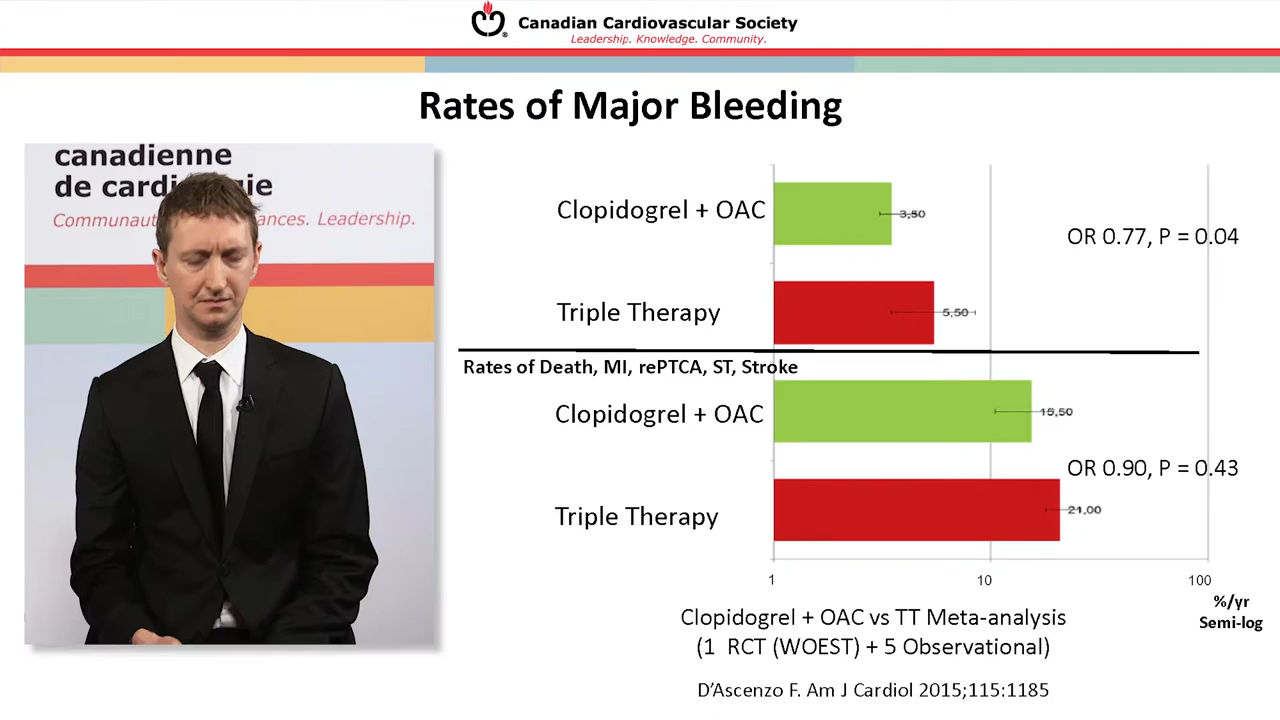 Canadian Cardiovascular Society
Leadership. Knowledge. Community.
Rates of Major Bleeding
canadienne
de cardi gie
Communaut ances. Leadership.
Clopidogrel + OAC
3,50
OR 0.77, P = 0.04
Triple Therapy
5,50
Rates of Death, MI, rePTCA, ST, Stroke
Clopidogrel + OAC
15,50
OR 0.90, P = 0.43
Triple Therapy
21,00
1 10 100
%/yr
Semi-log
Clopidogrel + OAC vs TT Meta-analysis
(1 RCT (WOEST) + 5 Observational)
D'Ascenzo F. Am J Cardiol 2015;115:1185